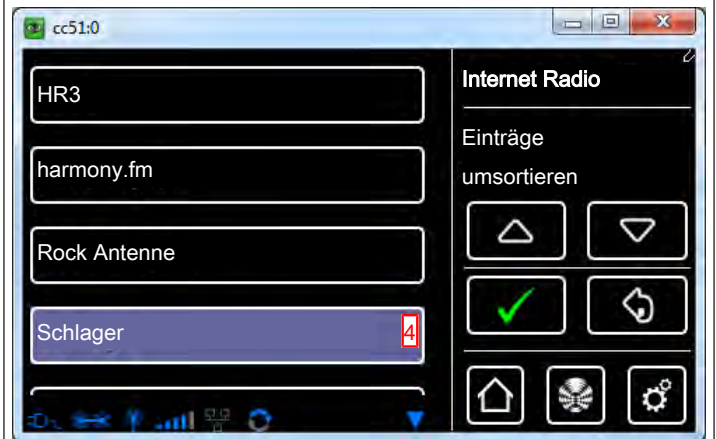 cc51:0
HR3
harmony.fm
Rock Antenne
Schlager
4
Internet Radio
Einträge
umsortieren